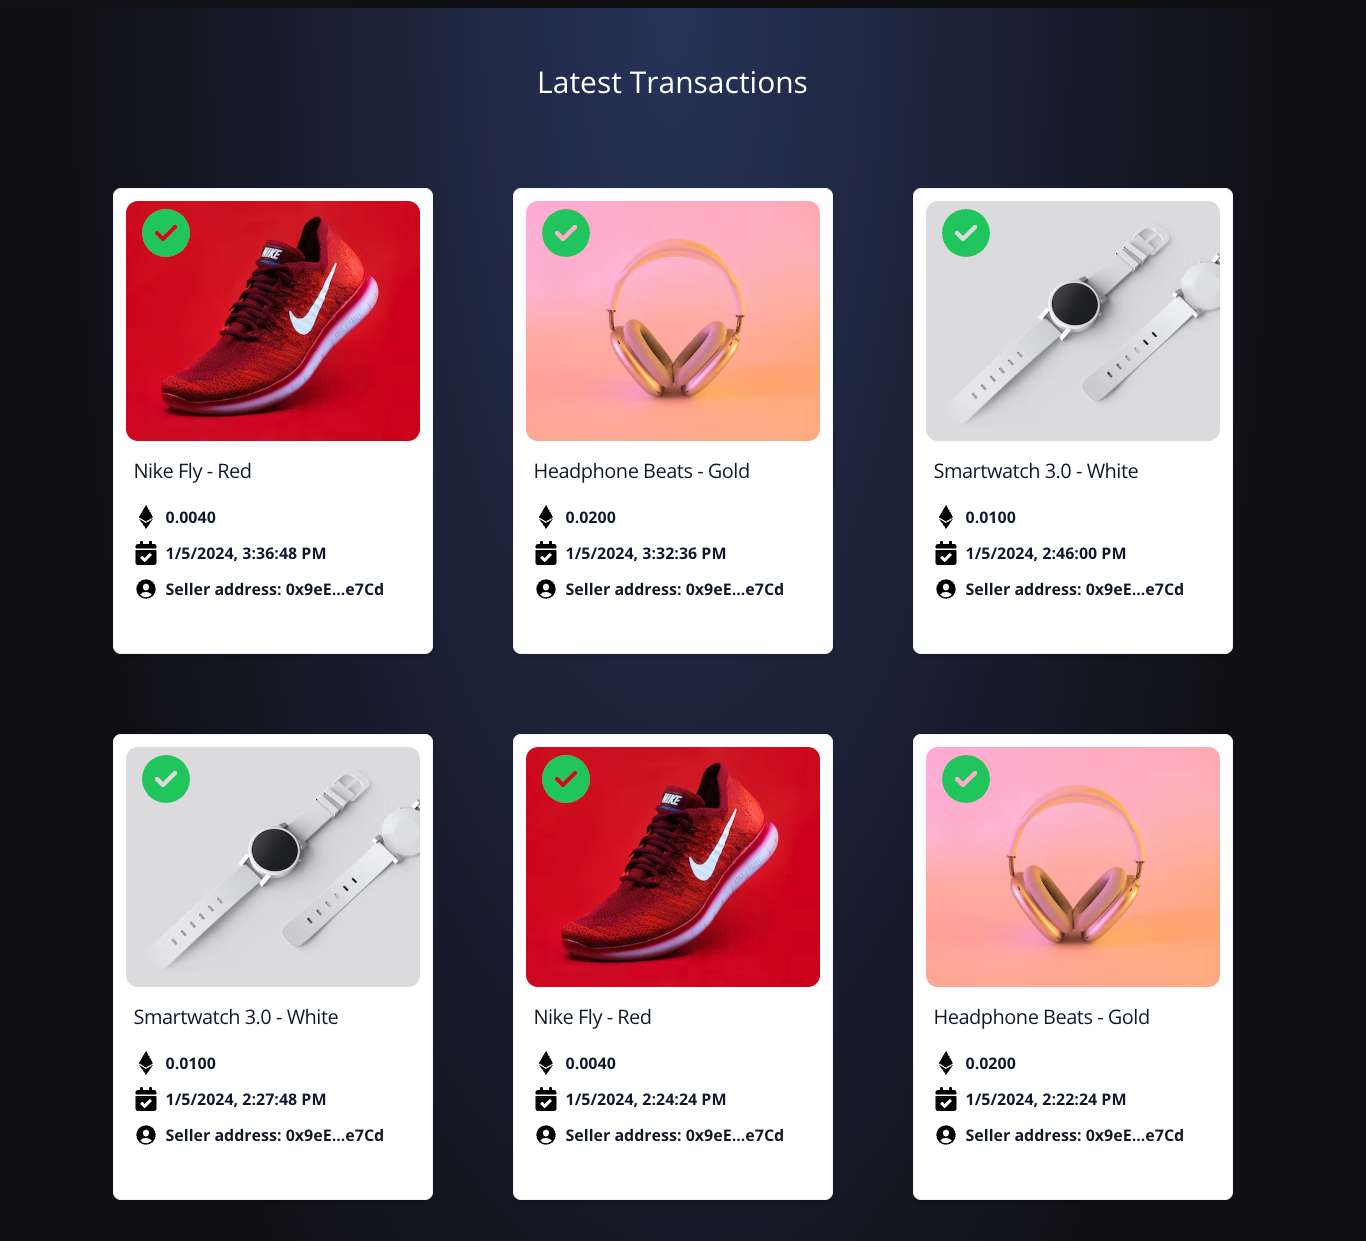 Latest Transactions
NIKE
Nike Fly - Red
0.0040
1/5/2024, 3:36:48 PM
Seller address: 0x9eE...e7Cd
Headphone Beats - Gold
0.0200
1/5/2024, 3:32:36 PM
Seller address: 0x9eE...e7Cd
Smartwatch 3.0 - White
0.0100
1/5/2024, 2:46:00 PM
Seller address: 0x9eE...e7Cd
Smartwatch 3.0 - White
0.0100
1/5/2024, 2:27:48 PM
Seller address: 0x9eE...e7Cd
NIKE
Nike Fly - Red
0.0040
1/5/2024, 2:24:24 PM
Seller address: 0x9eE...e7Cd
Headphone Beats - Gold
0.0200
1/5/2024, 2:22:24 PM
Seller address: 0x9eE...e7Cd